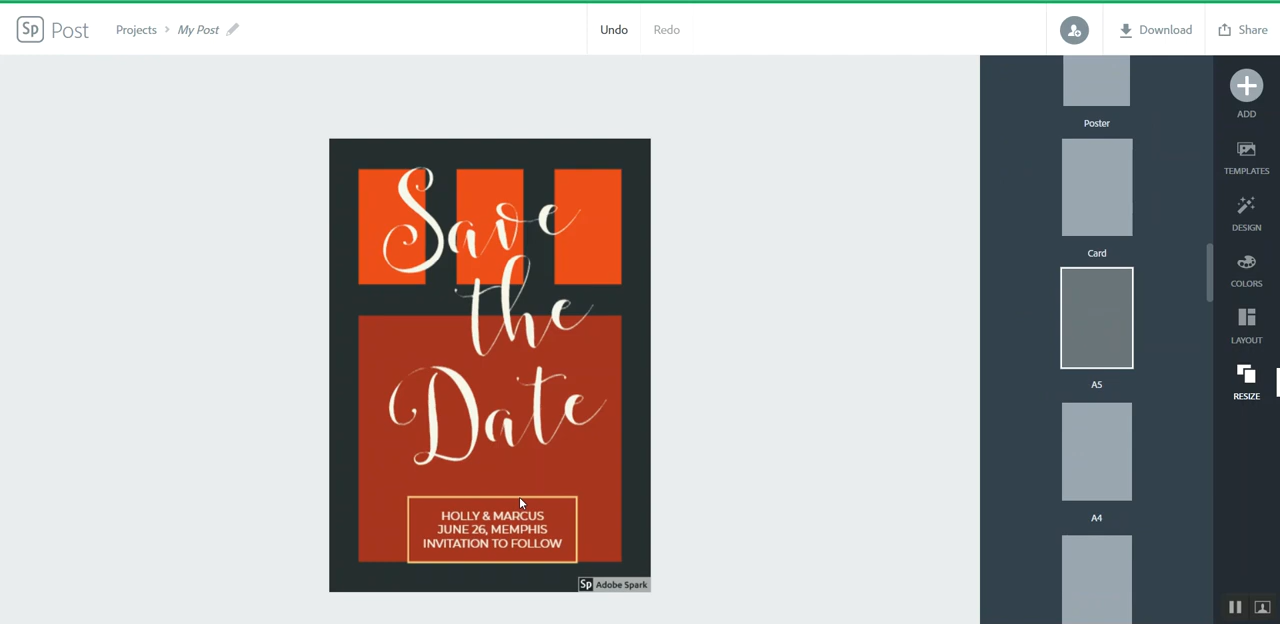 Sp Post
Projects > My Post
Undo
Redo
Download
Share
Poster
Card
A5
A4
ADD
TEMPLATES
DESIGN
COLORS
LAYOUT
RESIZE
Save
the
Date
HOLLY & MARCUS
JUNE 26, MEMPHIS
INVITATION TO FOLLOW
Sp Adobe Spark